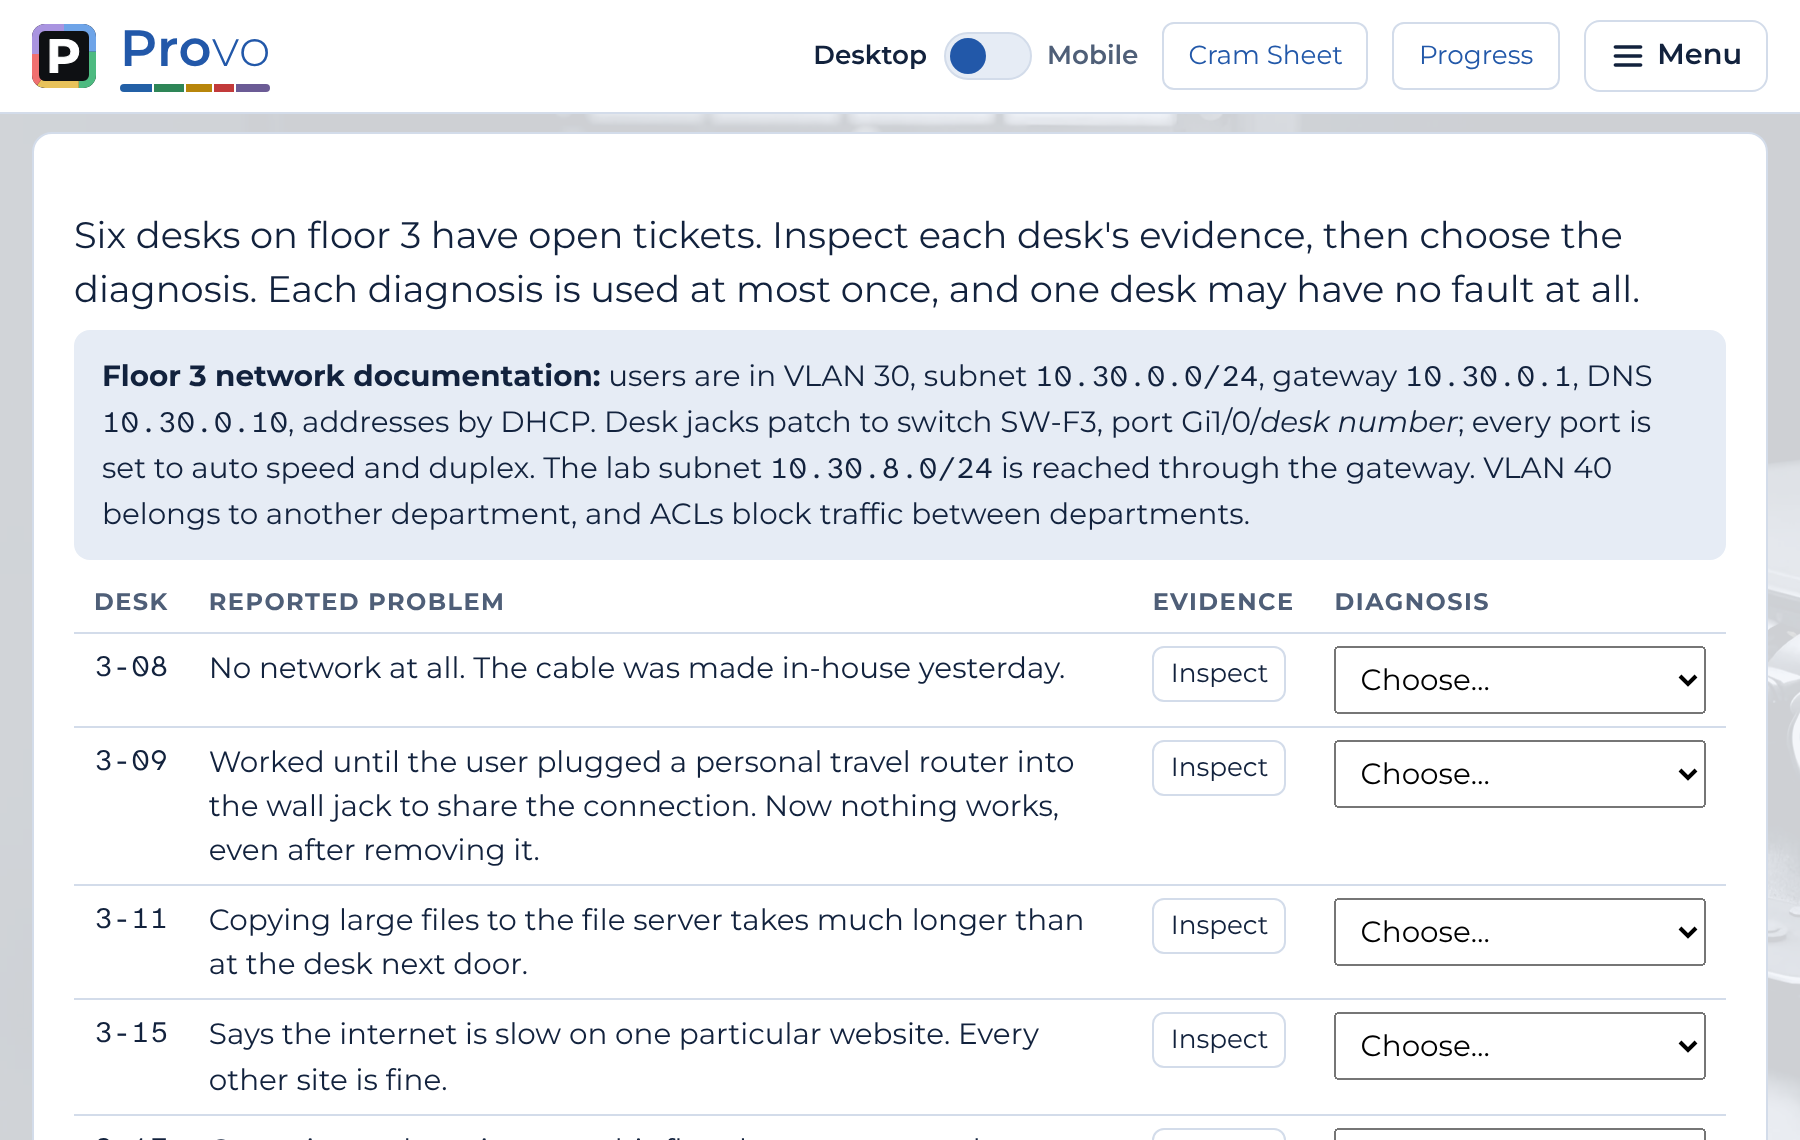 P Provo
Desktop Mobile Cram Sheet Progress Menu
Six desks on floor 3 have open tickets. Inspect each desk's evidence, then choose the
diagnosis. Each diagnosis is used at most once, and one desk may have no fault at all.
Floor 3 network documentation: users are in VLAN 30, subnet 10.30.0.0/24, gateway 10.30.0.1, DNS
10.30.0.10, addresses by DHCP. Desk jacks patch to switch SW-F3, port Gi1/0/desk number; every port is
set to auto speed and duplex. The lab subnet 10.30.8.0/24 is reached through the gateway. VLAN 40
belongs to another department, and ACLs block traffic between departments.
DESK REPORTED PROBLEM EVIDENCE DIAGNOSIS
3-08 No network at all. The cable was made in-house yesterday. Inspect Choose...
3-09 Worked until the user plugged a personal travel router into Inspect Choose...
the wall jack to share the connection. Now nothing works,
even after removing it.
3-11 Copying large files to the file server takes much longer than Inspect Choose...
at the desk next door.
3-15 Says the internet is slow on one particular website. Every Inspect Choose...
other site is fine.